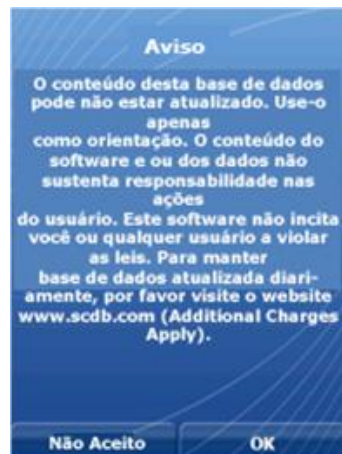 Aviso
O conteúdo desta base de dados
pode não estar atualizado. Use-o
apenas
como orientação. O conteúdo do
software e ou dos dados não
sustenta responsabilidade nas
ações
do usuário. Este software não incita
você ou qualquer usuário a violar
as leis. Para manter
base de dados atualizada diari-
amente, por favor visite o website
www.scdb.com (Additional Charges
Apply).
Não Aceito
OK